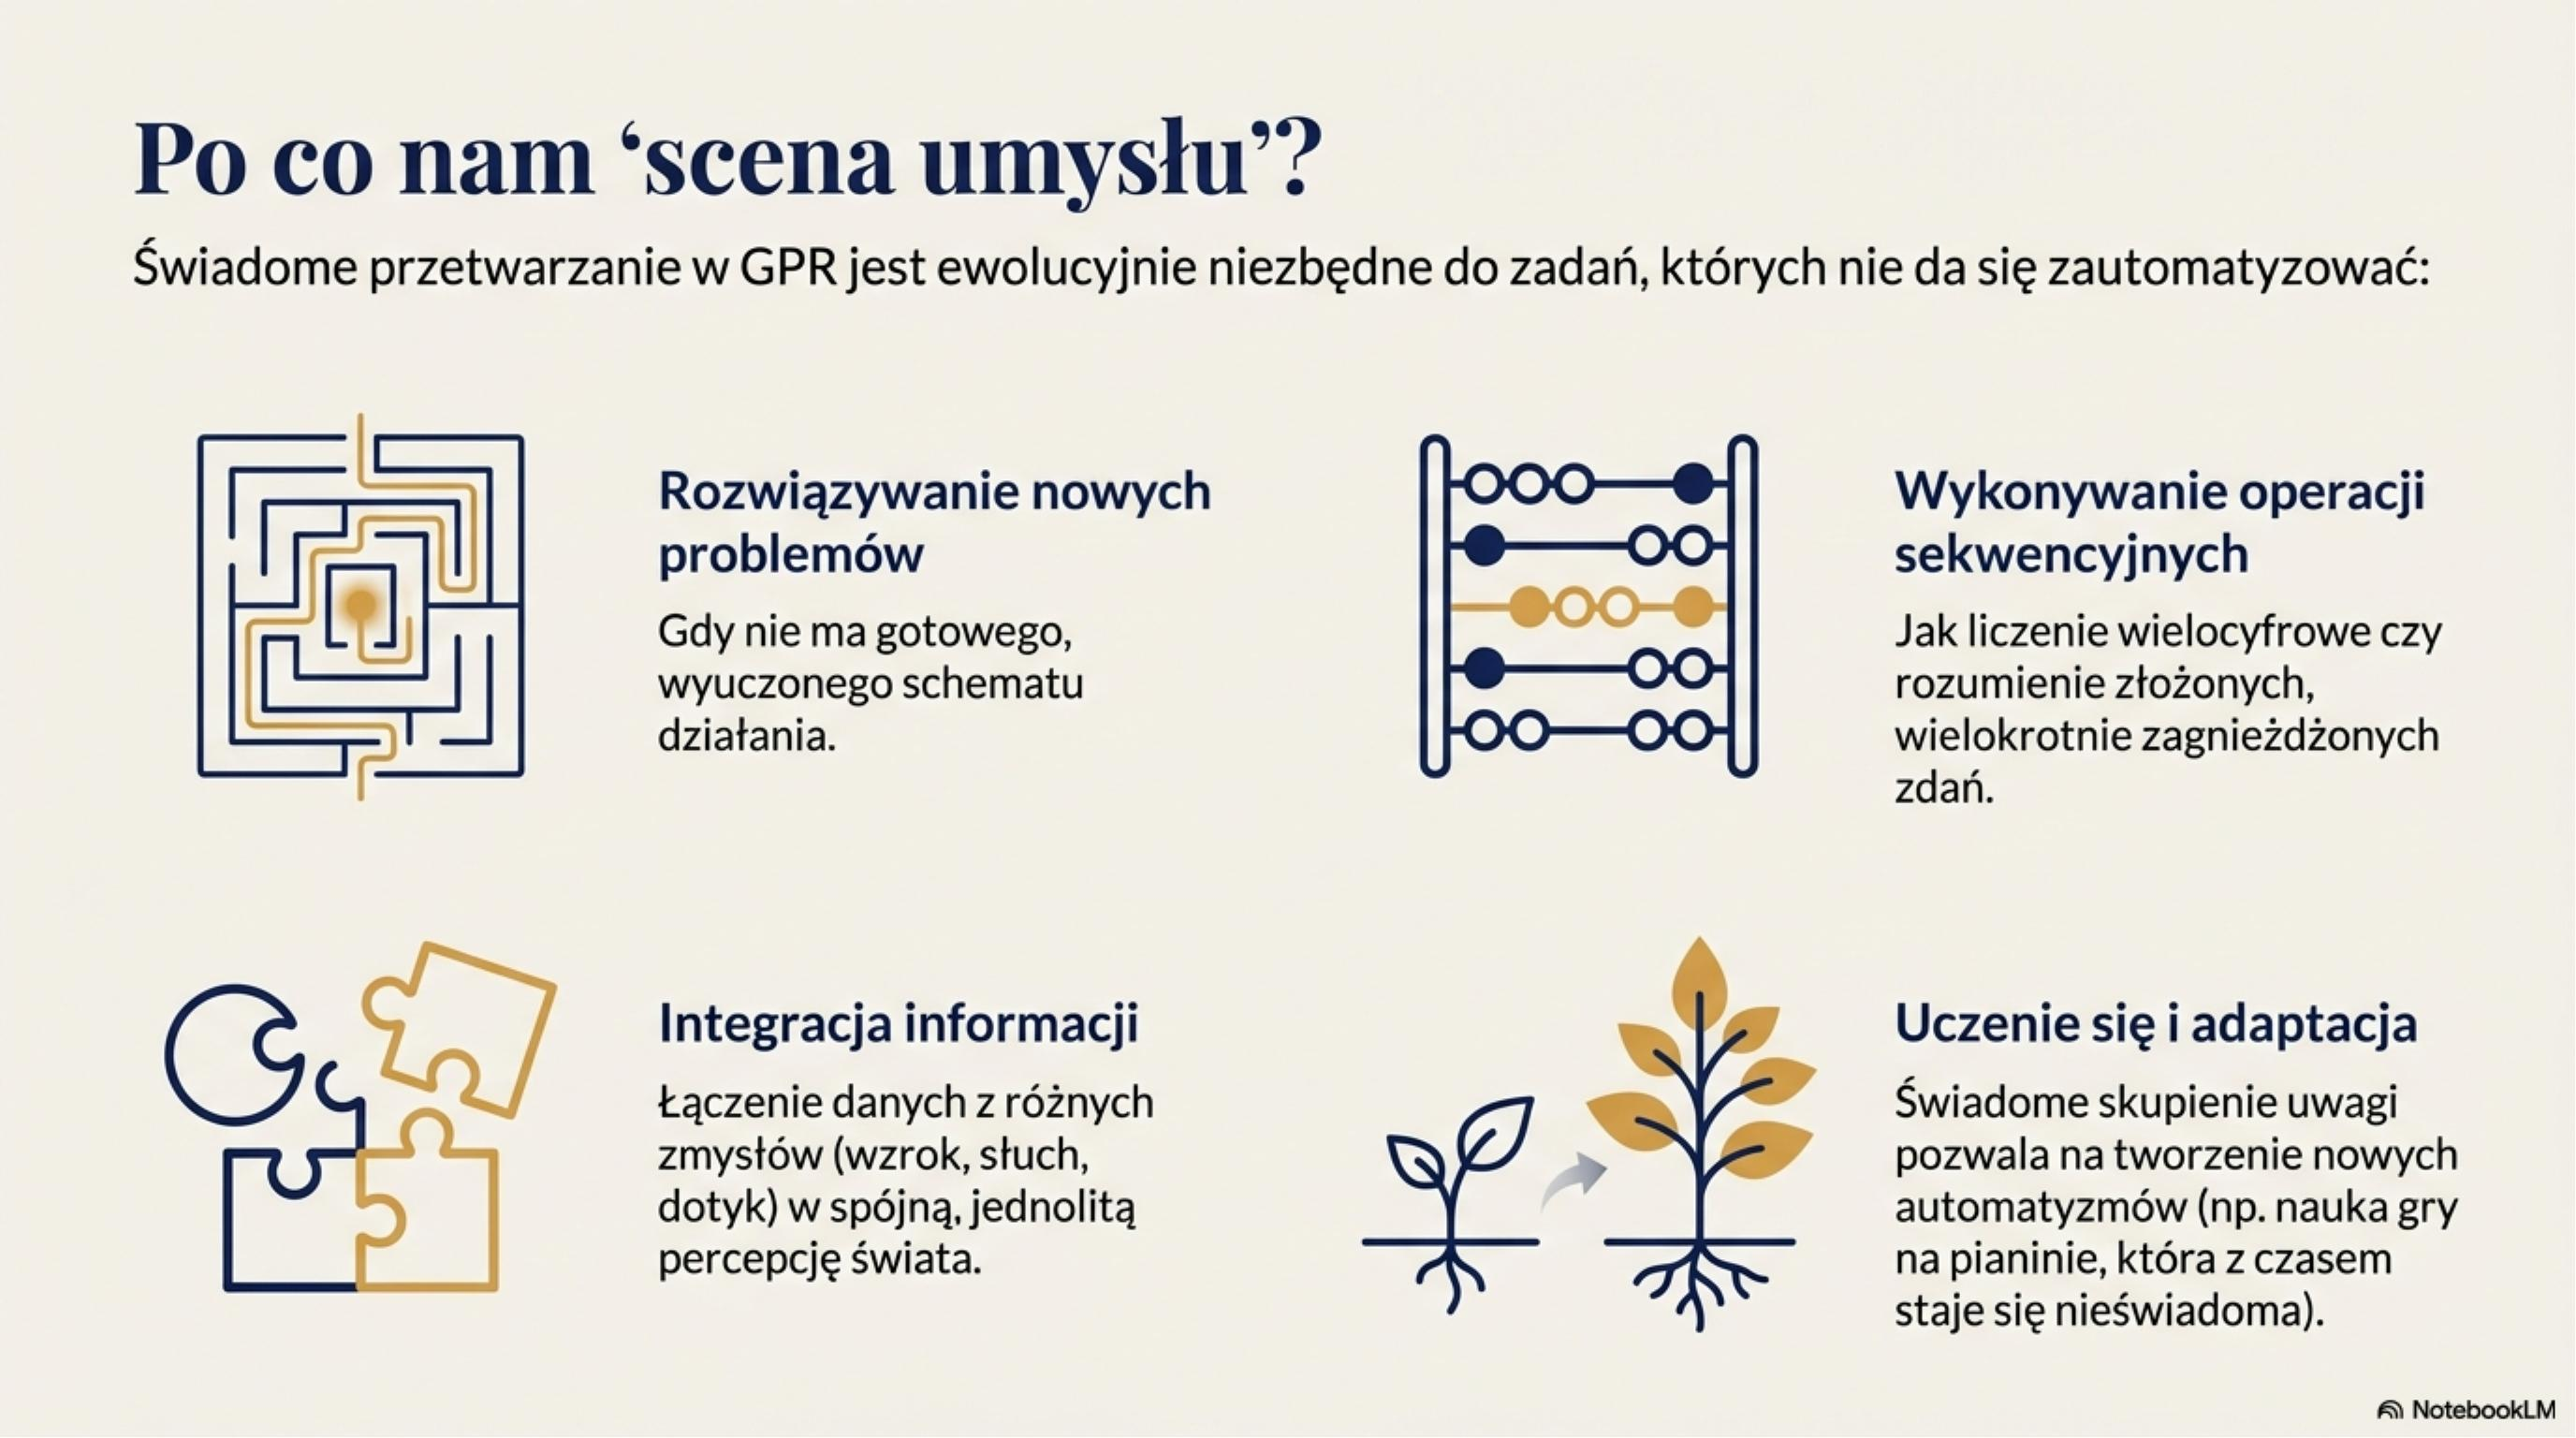 Po co nam ‘scena umysłu’?
Świadome przetwarzanie w GPR jest ewolucyjnie niezbędne do zadań, których nie da się zautomatyzować:
Rozwiązywanie nowych
problemów
Gdy nie ma gotowego,
wyuczonego schematu
działania.
Wykonywanie operacji
sekwencyjnych
Jak liczenie wielocyfrowe czy
rozumienie złożonych,
wielokrotnie zagnieżdżonych
zdań.
Integracja informacji
Łączenie danych z różnych
zmysłów (wzrok, słuch,
dotyk) w spójną, jednolitą
percepcję świata.
Uczenie się i adaptacja
Świadome skupienie uwagi
pozwala na tworzenie nowych
automatyzmów (np. nauka gry
na pianinie, która z czasem
staje się nieświadoma).
NotebookLM